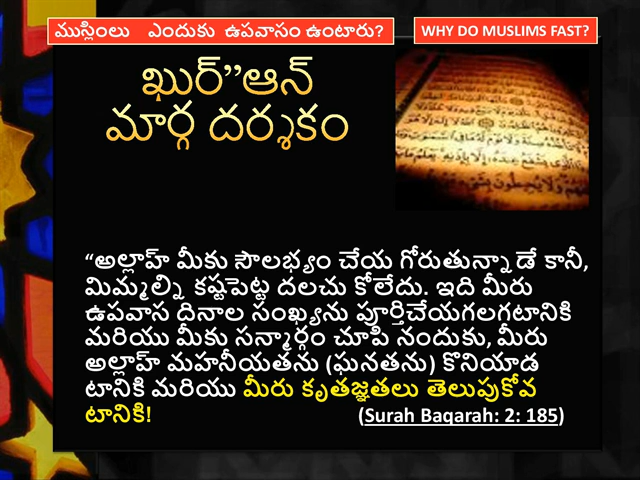 ముస్లింలు ఎందుకు ఉపవాసం ఉంటారు?
WHY DO MUSLIMS FAST?
ఖుర్”ఆన్
మార్గ దర్శకం
“అల్లాహ్ మీకు సౌలభ్యం చేయ గోరుతున్నాడే కానీ,
మిమ్మల్ని కష్టపెట్ట దలచు కోలేదు. ఇది మీరు
ఉపవాస దినాల సంఖ్యను పూర్తిచేయగలగటానికి
మరియు మీకు సన్మార్గం చూపి నందుకు, మీరు
అల్లాహ్ మహనీయతను (ఘనతను) కొనియాడ
టానికి మరియు మీరు కృతజ్ఞతలు తెలుపుకోవ
టానికి! (Surah Baqarah: 2: 185)